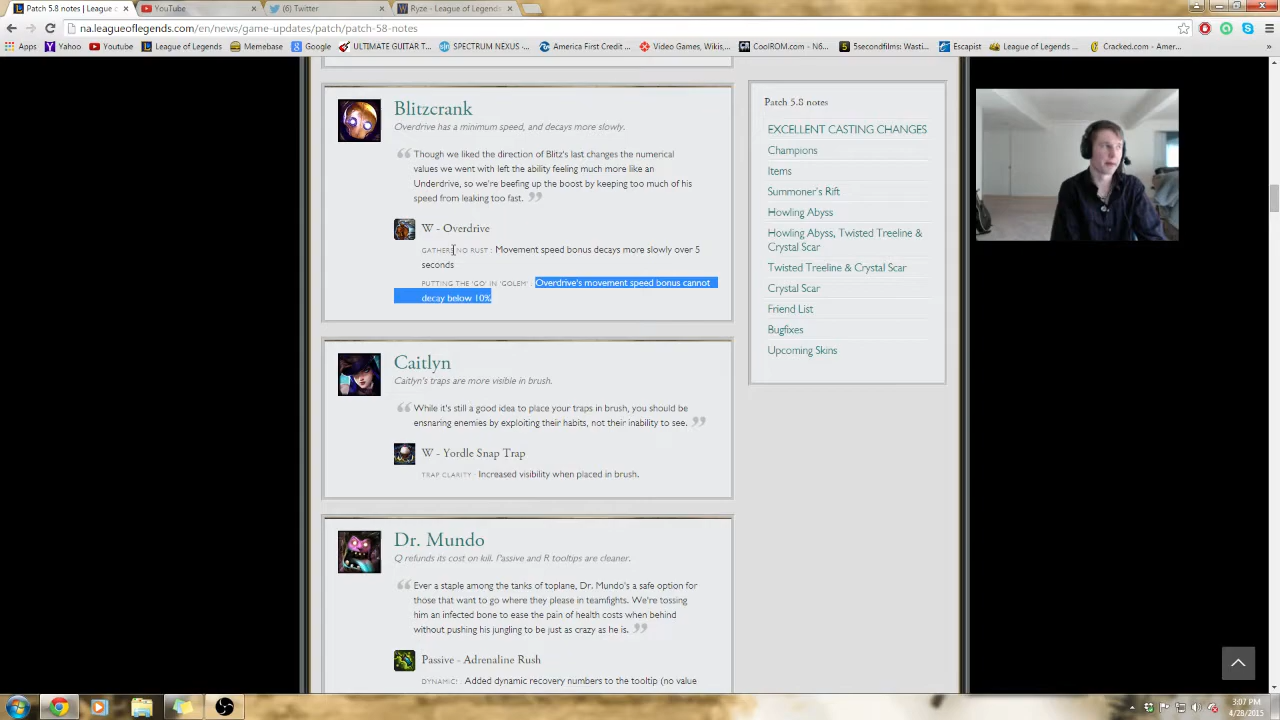 Patch 5.8 notes | League o
YouTube
Twitter
Ryze - League of Legends
na.leagueoflegends.com/en/news/game-updates/patch/patch-58-notes
Apps
Yahoo
Youtube
League of Legends
Memebase
Google
ULTIMATE GUITAR T...
SPECTRUM NEXUS ...
America First Credit ...
Video Games, Wikis,...
CoolROM.com - N6...
5secondfilms: Wasti...
Escapist
League of Legends ...
Cracked.com - Amer...
Blitzcrank
Overdrive has a minimum speed, and decays more slowly.
Though we liked the direction of Blitz's last changes the numerical
values we went with left the ability feeling much more like an
Underdrive, so we're beefing up the boost by keeping too much of his
speed from leaking too fast.
W - Overdrive
GATHERS NO RUST : Movement speed bonus decays more slowly over 5
seconds
PUTTING THE 'GO' IN 'GOLEM' : Overdrive's movement speed bonus cannot
decay below 10%
Caitlyn
Caitlyn's traps are more visible in brush.
While it's still a good idea to place your traps in brush, you should be
ensnaring enemies by exploiting their habits, not their inability to see.
W - Yordle Snap Trap
TRAP CLARITY : Increased visibility when placed in brush.
Dr. Mundo
Q refunds its cost on kill. Passive and R tooltips are cleaner.
Ever a staple among the tanks of toplane, Dr. Mundo's a safe option for
those that want to go where they please in teamfights. We're tossing
him an infected bone to ease the pain of health costs when behind
without pushing his jungling to be just as crazy as he is.
Passive - Adrenaline Rush
DYNAMIC! : Added dynamic recovery numbers to the tooltip (no value
Patch 5.8 notes
EXCELLENT CASTING CHANGES
Champions
Items
Summoner's Rift
Howling Abyss
Howling Abyss, Twisted Treeline &
Crystal Scar
Twisted Treeline & Crystal Scar
Crystal Scar
Friend List
Bugfixes
Upcoming Skins
3:07 PM
4/28/2015